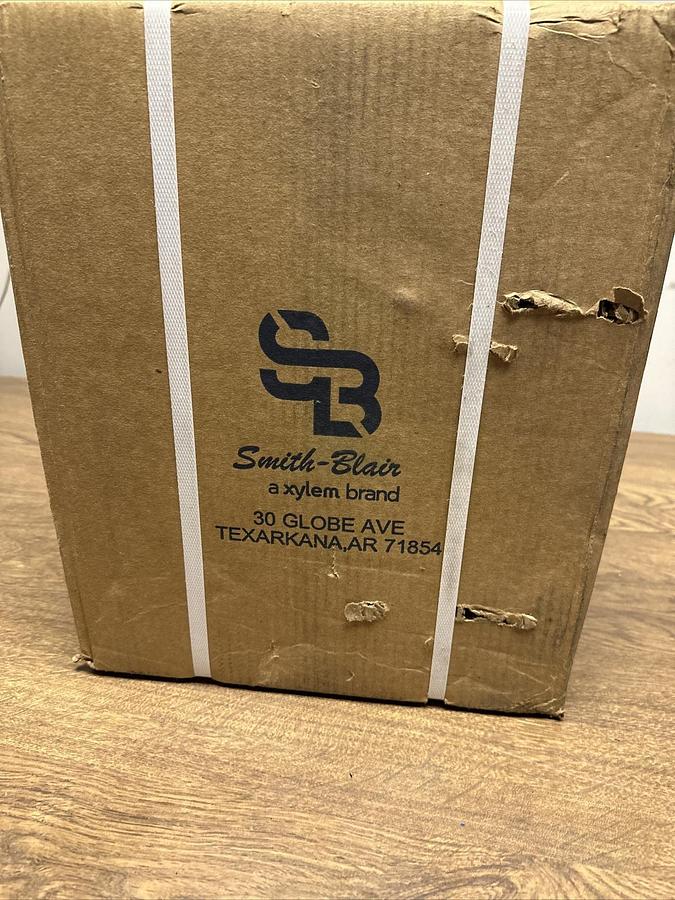 SB
Smith-Blair
a xylem brand
30 GLOBE AVE
TEXARKANA,AR 71854